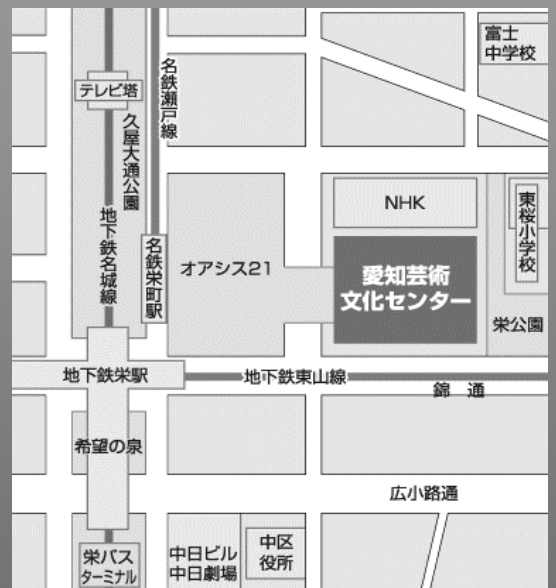 富士
中学校
テレビ塔
名鉄瀬戸線
久屋大通公園
地下鉄名城線
名鉄栄町駅
オアシス21
NHK
愛知芸術
文化センター
東桜小学校
栄公園
地下鉄栄駅
地下鉄東山線
錦 通
希望の泉
広小路通
栄バス
ターミナル
中日ビル
中日劇場
中区
役所